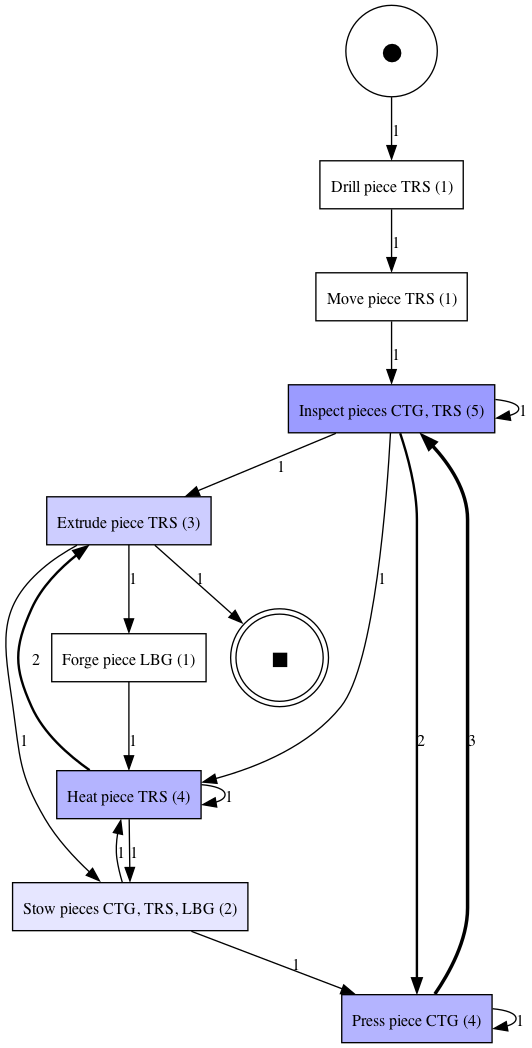 1
Drill piece TRS (1)
1
Move piece TRS (1)
1
Inspect pieces CTG, TRS (5)
1
1
Extrude piece TRS (3)
1
1
1
2
Forge piece LBG (1)
1
1
2
3
Heat piece TRS (4)
1
1
1
Stow pieces CTG, TRS, LBG (2)
1
Press piece CTG (4)
1